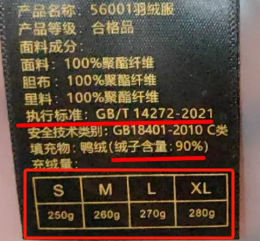 产品名称:56001羽绒服
产品等级:合格品
面料成分:
面料:100%聚酯纤维
胆布:100%聚酯纤维
里料:100%聚酯纤维
执行标准:GB/T 14272-2021
安全技术类别:GB18401-2010 C类
填充物:鸭绒(绒子含量:90%)
充绒量:
S M L XL
250g 260g 270g 280g